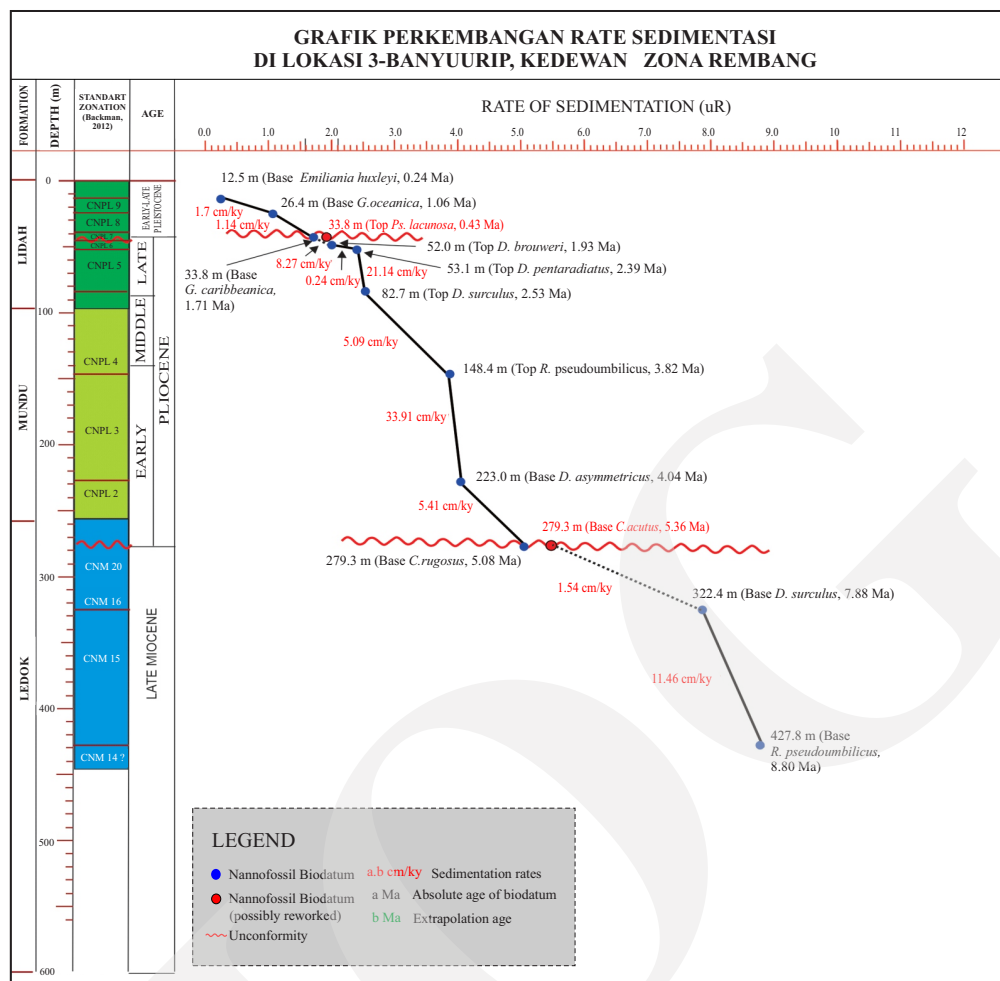 GRAFIK PERKEMBANGAN RATE SEDIMENTASI
DI LOKASI 3-BANYUURIP, KEDEWAN ZONA REMBANG
FORMATION
DEPTH (m)
STANDART
ZONATION
(Backman,
2012)
AGE
RATE OF SEDIMENTATION (uR)
0.0 1.0 2.0 3.0 4.0 5.0 6.0 7.0 8.0 9.0 10 11 12
0
100
200
300
400
500
600
LIDAH
MUNDU
LEDOK
CNPL 9
CNPL 8
CNPL 7
CNPL 6
CNPL 5
CNPL 4
CNPL 3
CNPL 2
CNM 20
CNM 16
CNM 15
CNM 14 ?
EARLY-LATE
PLEISTOCENE
LATE
MIDDLE
EARLY
PLIOCENE
LATE MIOCENE
12.5 m (Base Emiliania huxleyi, 0.24 Ma)
1.7 cm/ky
26.4 m (Base G.oceanica, 1.06 Ma)
1.14 cm/ky
33.8 m (Top Ps. lacunosa, 0.43 Ma)
52.0 m (Top D. brouweri, 1.93 Ma)
8.27 cm/ky
33.8 m (Base
G. caribbeanica,
1.71 Ma)
0.24 cm/ky
21.14 cm/ky
53.1 m (Top D. pentaradiatus, 2.39 Ma)
82.7 m (Top D. surculus, 2.53 Ma)
5.09 cm/ky
148.4 m (Top R. pseudoumbilicus, 3.82 Ma)
33.91 cm/ky
223.0 m (Base D. asymmetricus, 4.04 Ma)
5.41 cm/ky
279.3 m (Base C.acutus, 5.36 Ma)
279.3 m (Base C.rugosus, 5.08 Ma)
1.54 cm/ky
322.4 m (Base D. surculus, 7.88 Ma)
11.46 cm/ky
427.8 m (Base
R. pseudoumbilicus,
8.80 Ma)
LEGEND
Nannofossil Biodatum
Nannofossil Biodatum
(possibly reworked)
Unconformity
a.b cm/ky Sedimentation rates
a Ma Absolute age of biodatum
b Ma Extrapolation age